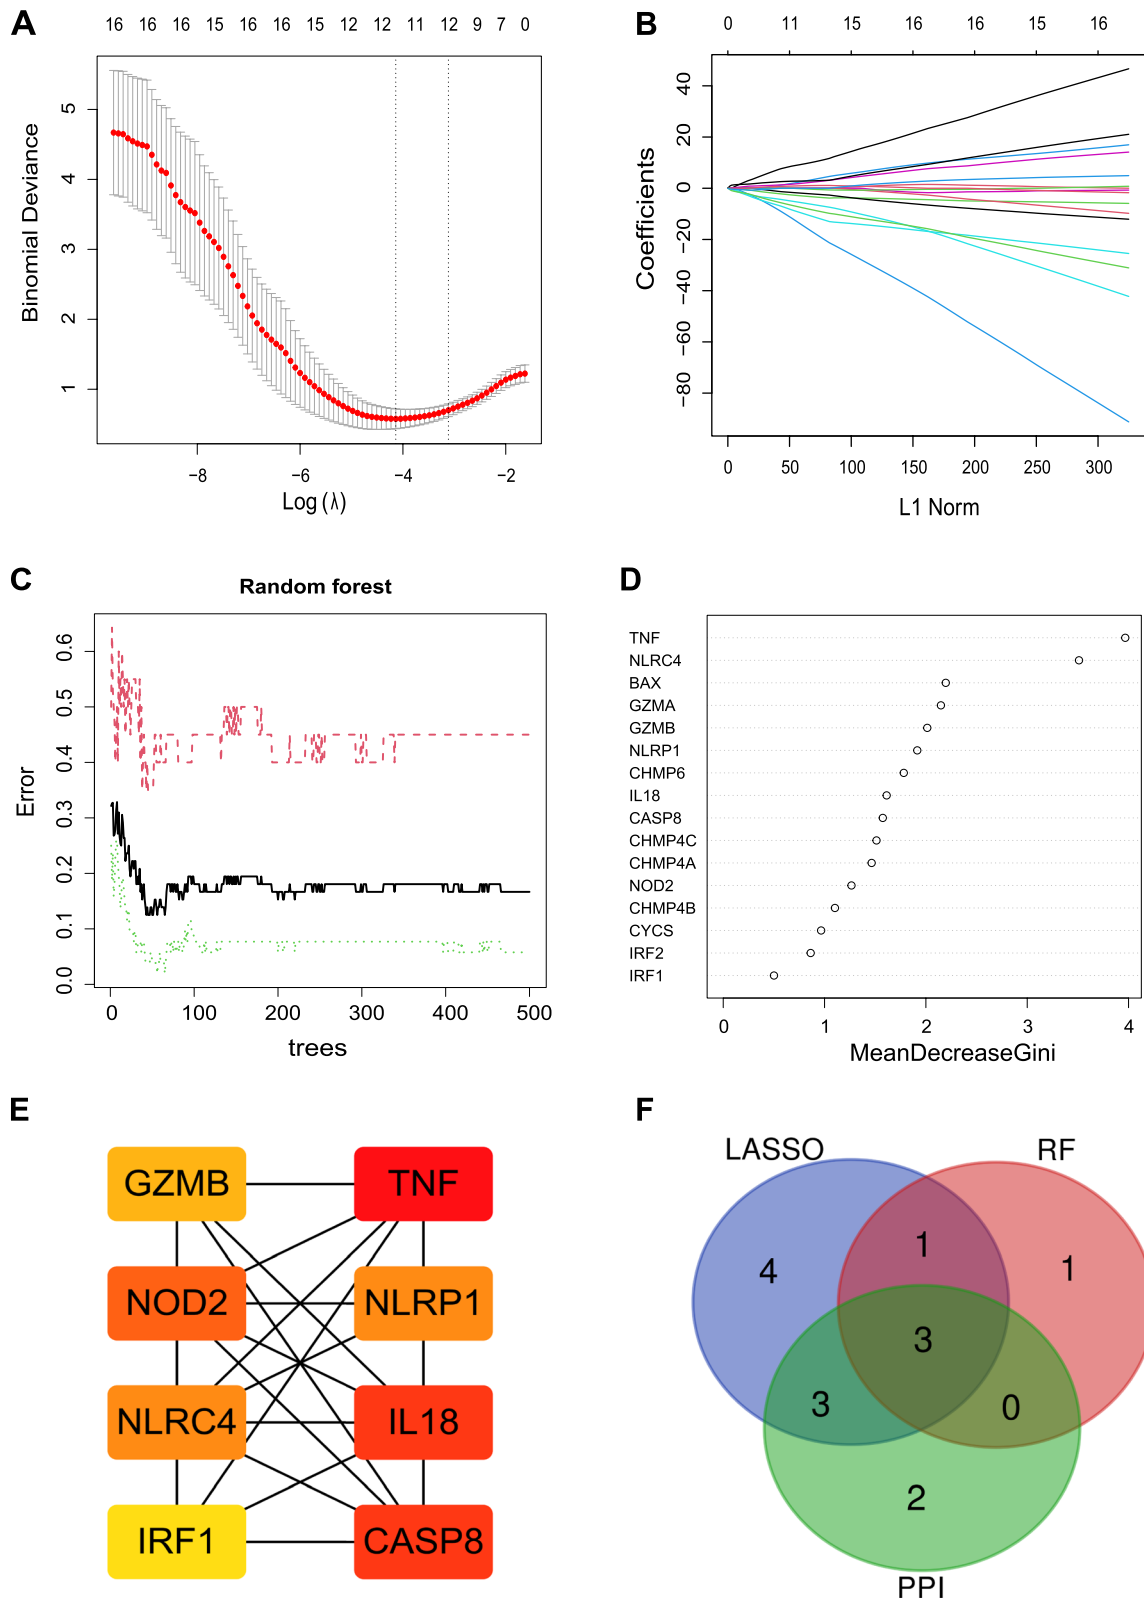 A
16 16 16 15 16 16 15 12 12 11 12 9 7 0
5
4
3
2
1
Binomial Deviance
−8 −6 −4 −2
Log (λ)
B
0 11 15 16 16 15 16
40
20
0
−20
−40
−60
−80
Coefficients
0 50 100 150 200 250 300
L1 Norm
C
Random forest
0.6
0.5
0.4
0.3
0.2
0.1
0.0
Error
0 100 200 300 400 500
trees
D
TNF
NLRC4
BAX
GZMA
GZMB
NLRP1
CHMP6
IL18
CASP8
CHMP4C
CHMP4A
NOD2
CHMP4B
CYCS
IRF2
IRF1
0 1 2 3 4
MeanDecreaseGini
E
GZMB TNF
NOD2 NLRP1
NLRC4 IL18
IRF1 CASP8
F
LASSO RF
4 1 1
3
3 0
2
PPI